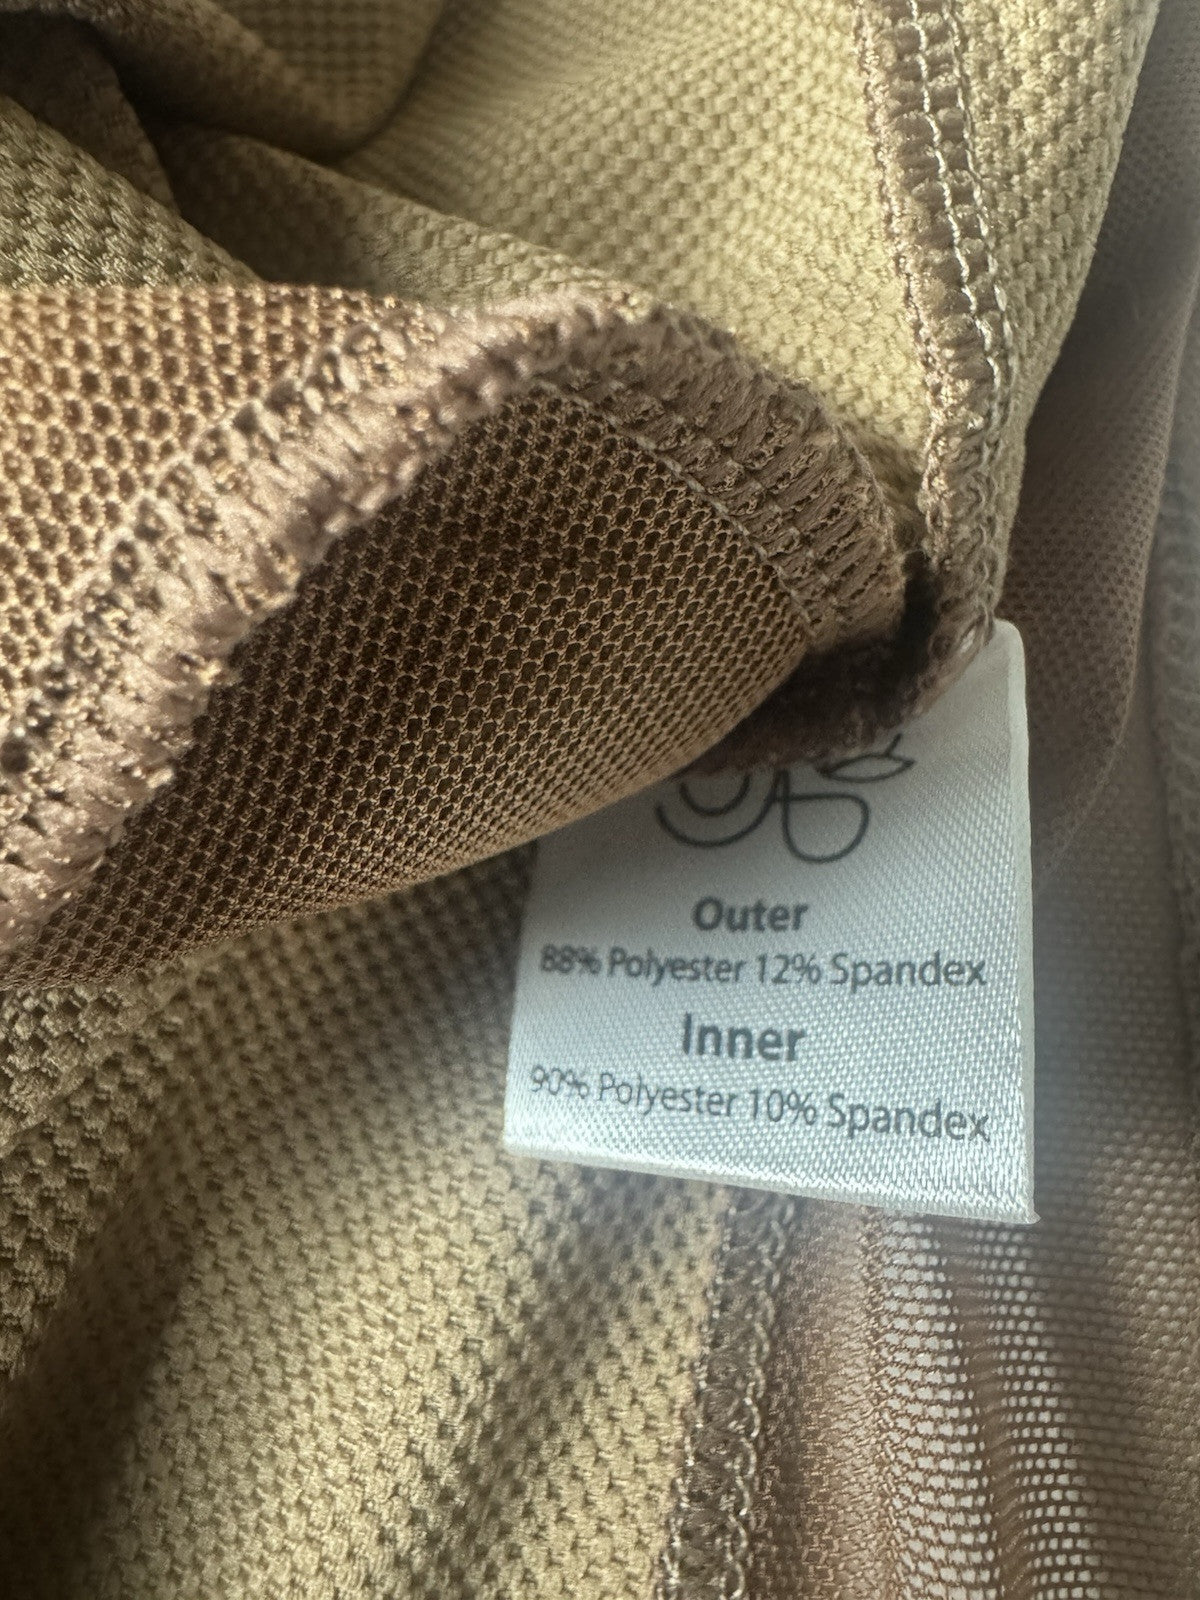 Outer
88% Polyester 12% Spandex
Inner
90% Polyester 10% Spandex